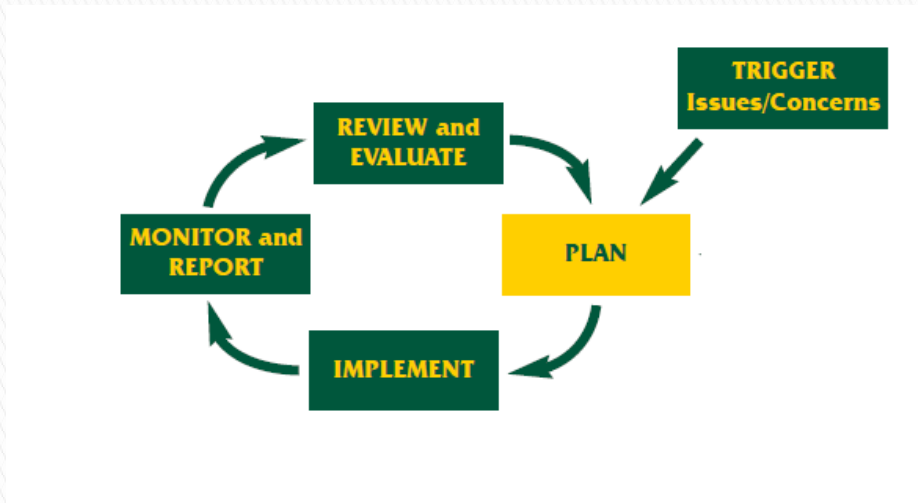 TRIGGER
Issues/Concerns
REVIEW and
EVALUATE
MONITOR and
REPORT
PLAN
IMPLEMENT